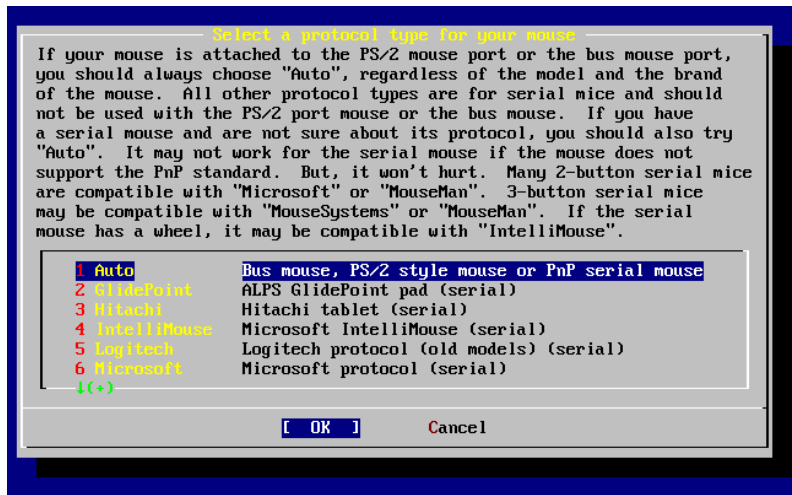 Select a protocol type for your mouse
If your mouse is attached to the PS/2 mouse port or the bus mouse port,
you should always choose "Auto", regardless of the model and the brand
of the mouse.  All other protocol types are for serial mice and should
not be used with the PS/2 port mouse or the bus mouse.  If you have
a serial mouse and are not sure about its protocol, you should also try
"Auto".  It may not work for the serial mouse if the mouse does not
support the PnP standard.  But, it won't hurt.  Many 2-button serial mice
are compatible with "Microsoft" or "MouseMan".  3-button serial mice
may be compatible with "MouseSystems" or "MouseMan".  If the serial
mouse has a wheel, it may be compatible with "IntelliMouse".
1 Auto Bus mouse, PS/2 style mouse or PnP serial mouse
2 GlidePoint ALPS GlidePoint pad (serial)
3 Hitachi Hitachi tablet (serial)
4 IntelliMouse Microsoft IntelliMouse (serial)
5 Logitech Logitech protocol (old models) (serial)
6 Microsoft Microsoft protocol (serial)
↓(+)
[ OK ] Cancel